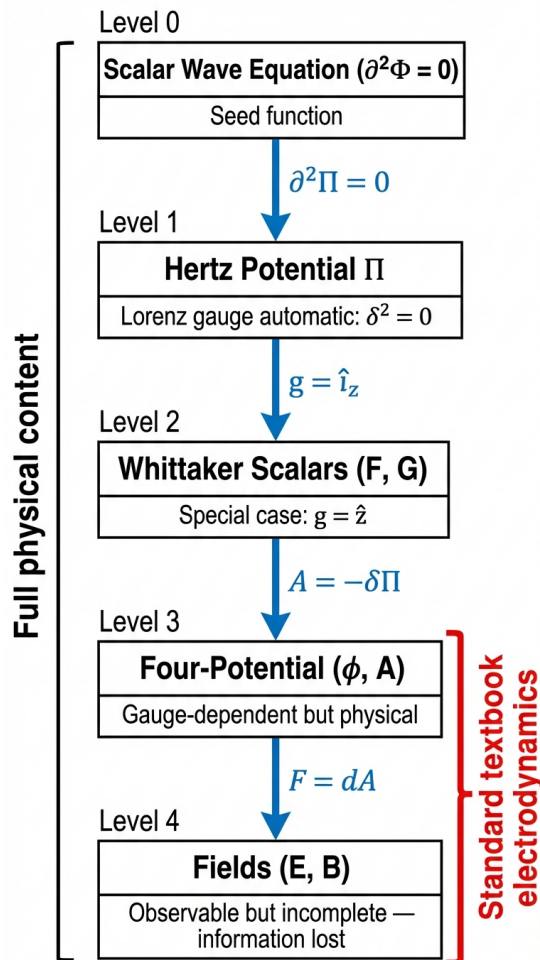 Level 0
Scalar Wave Equation (∂²Φ = 0)
Seed function
∂²Π = 0
Level 1
Hertz Potential Π
Lorenz gauge automatic: δ² = 0
g = î_z
Level 2
Whittaker Scalars (F, G)
Special case: g = ẑ
A = −δΠ
Level 3
Four-Potential (ϕ, A)
Gauge-dependent but physical
F = dA
Level 4
Fields (E, B)
Observable but incomplete —
information lost
Full physical content
Standard textbook
electrodynamics